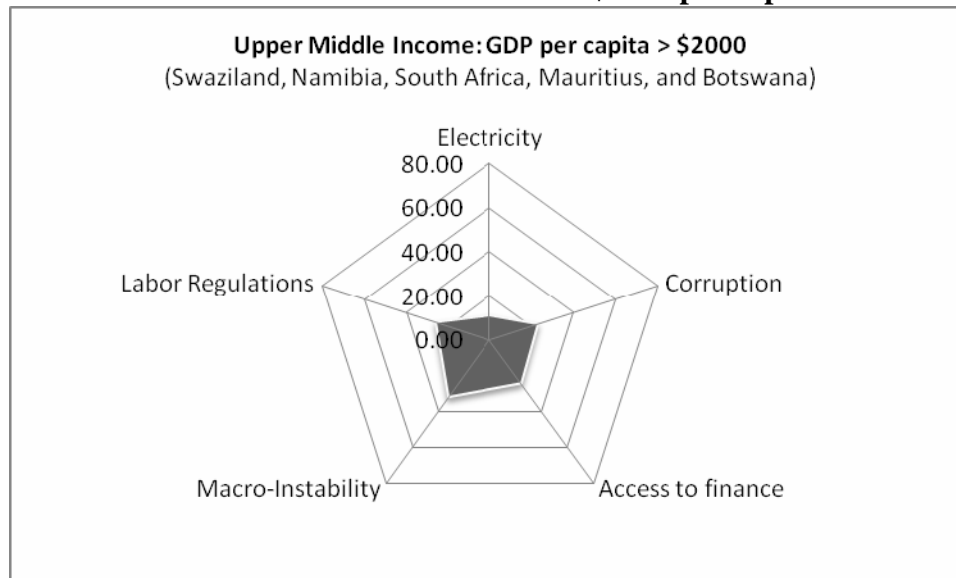 Upper Middle Income: GDP per capita > $2000
(Swaziland, Namibia, South Africa, Mauritius, and Botswana)
Electricity
80.00
60.00
40.00
Labor Regulations
Corruption
20.00
0.00
Macro-Instability
Access to finance